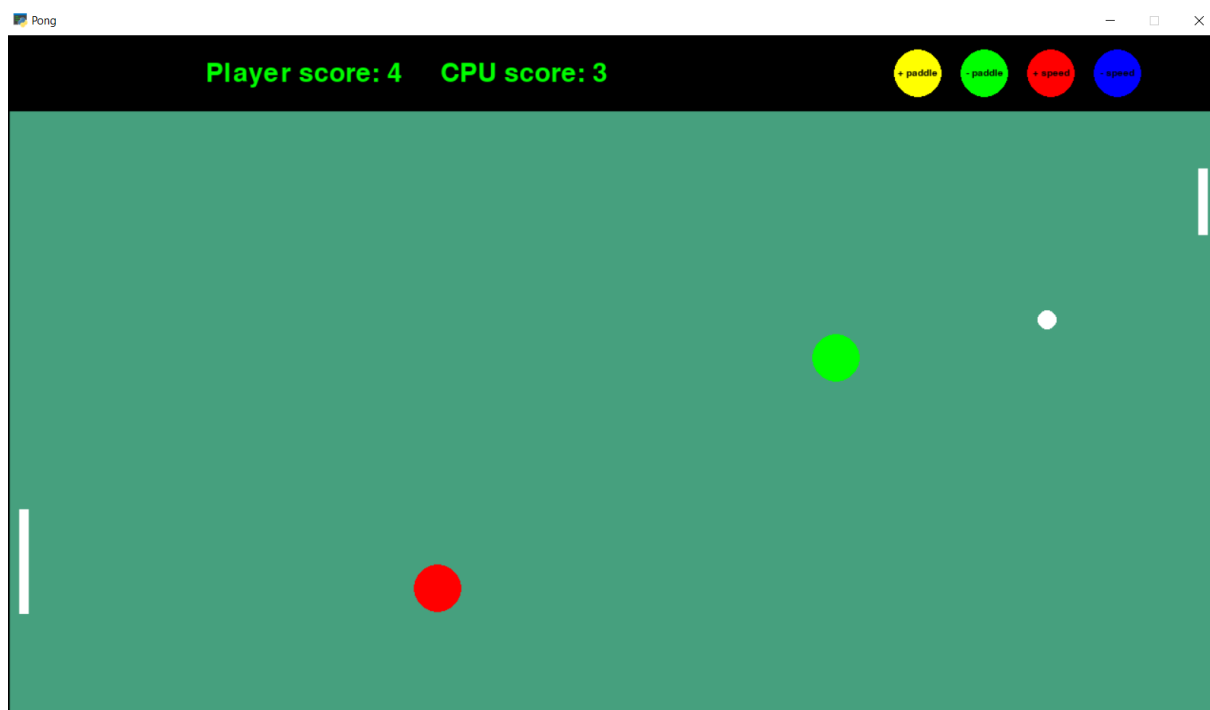 Pong
Player score: 4 CPU score: 3
+ paddle - paddle + speed - speed